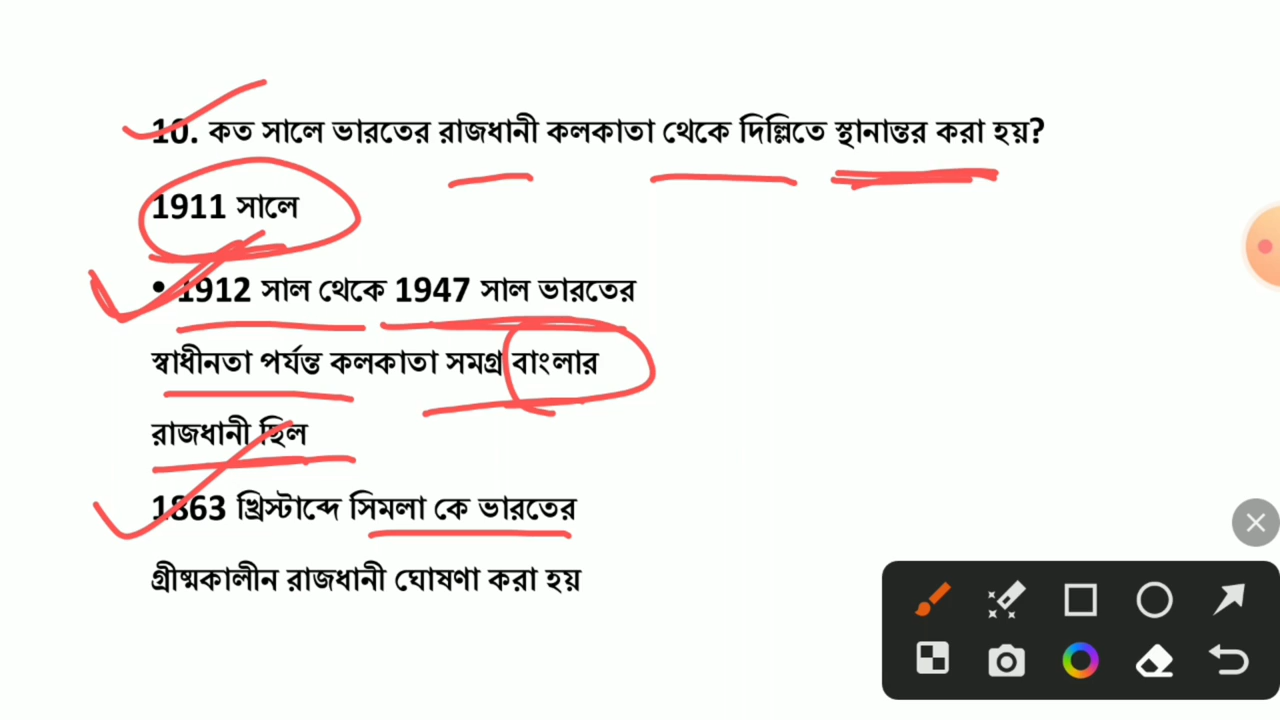 10. কত সালে ভারতের রাজধানী কলকাতা থেকে দিল্লিতে স্থানান্তর করা হয়?
1911 সালে
• 1912 সাল থেকে 1947 সাল ভারতের
স্বাধীনতা পর্যন্ত কলকাতা সমগ্র বাংলার
রাজধানী ছিল
1863 খ্রিস্টাব্দে সিমলা কে ভারতের
গ্রীষ্মকালীন রাজধানী ঘোষণা করা হয়